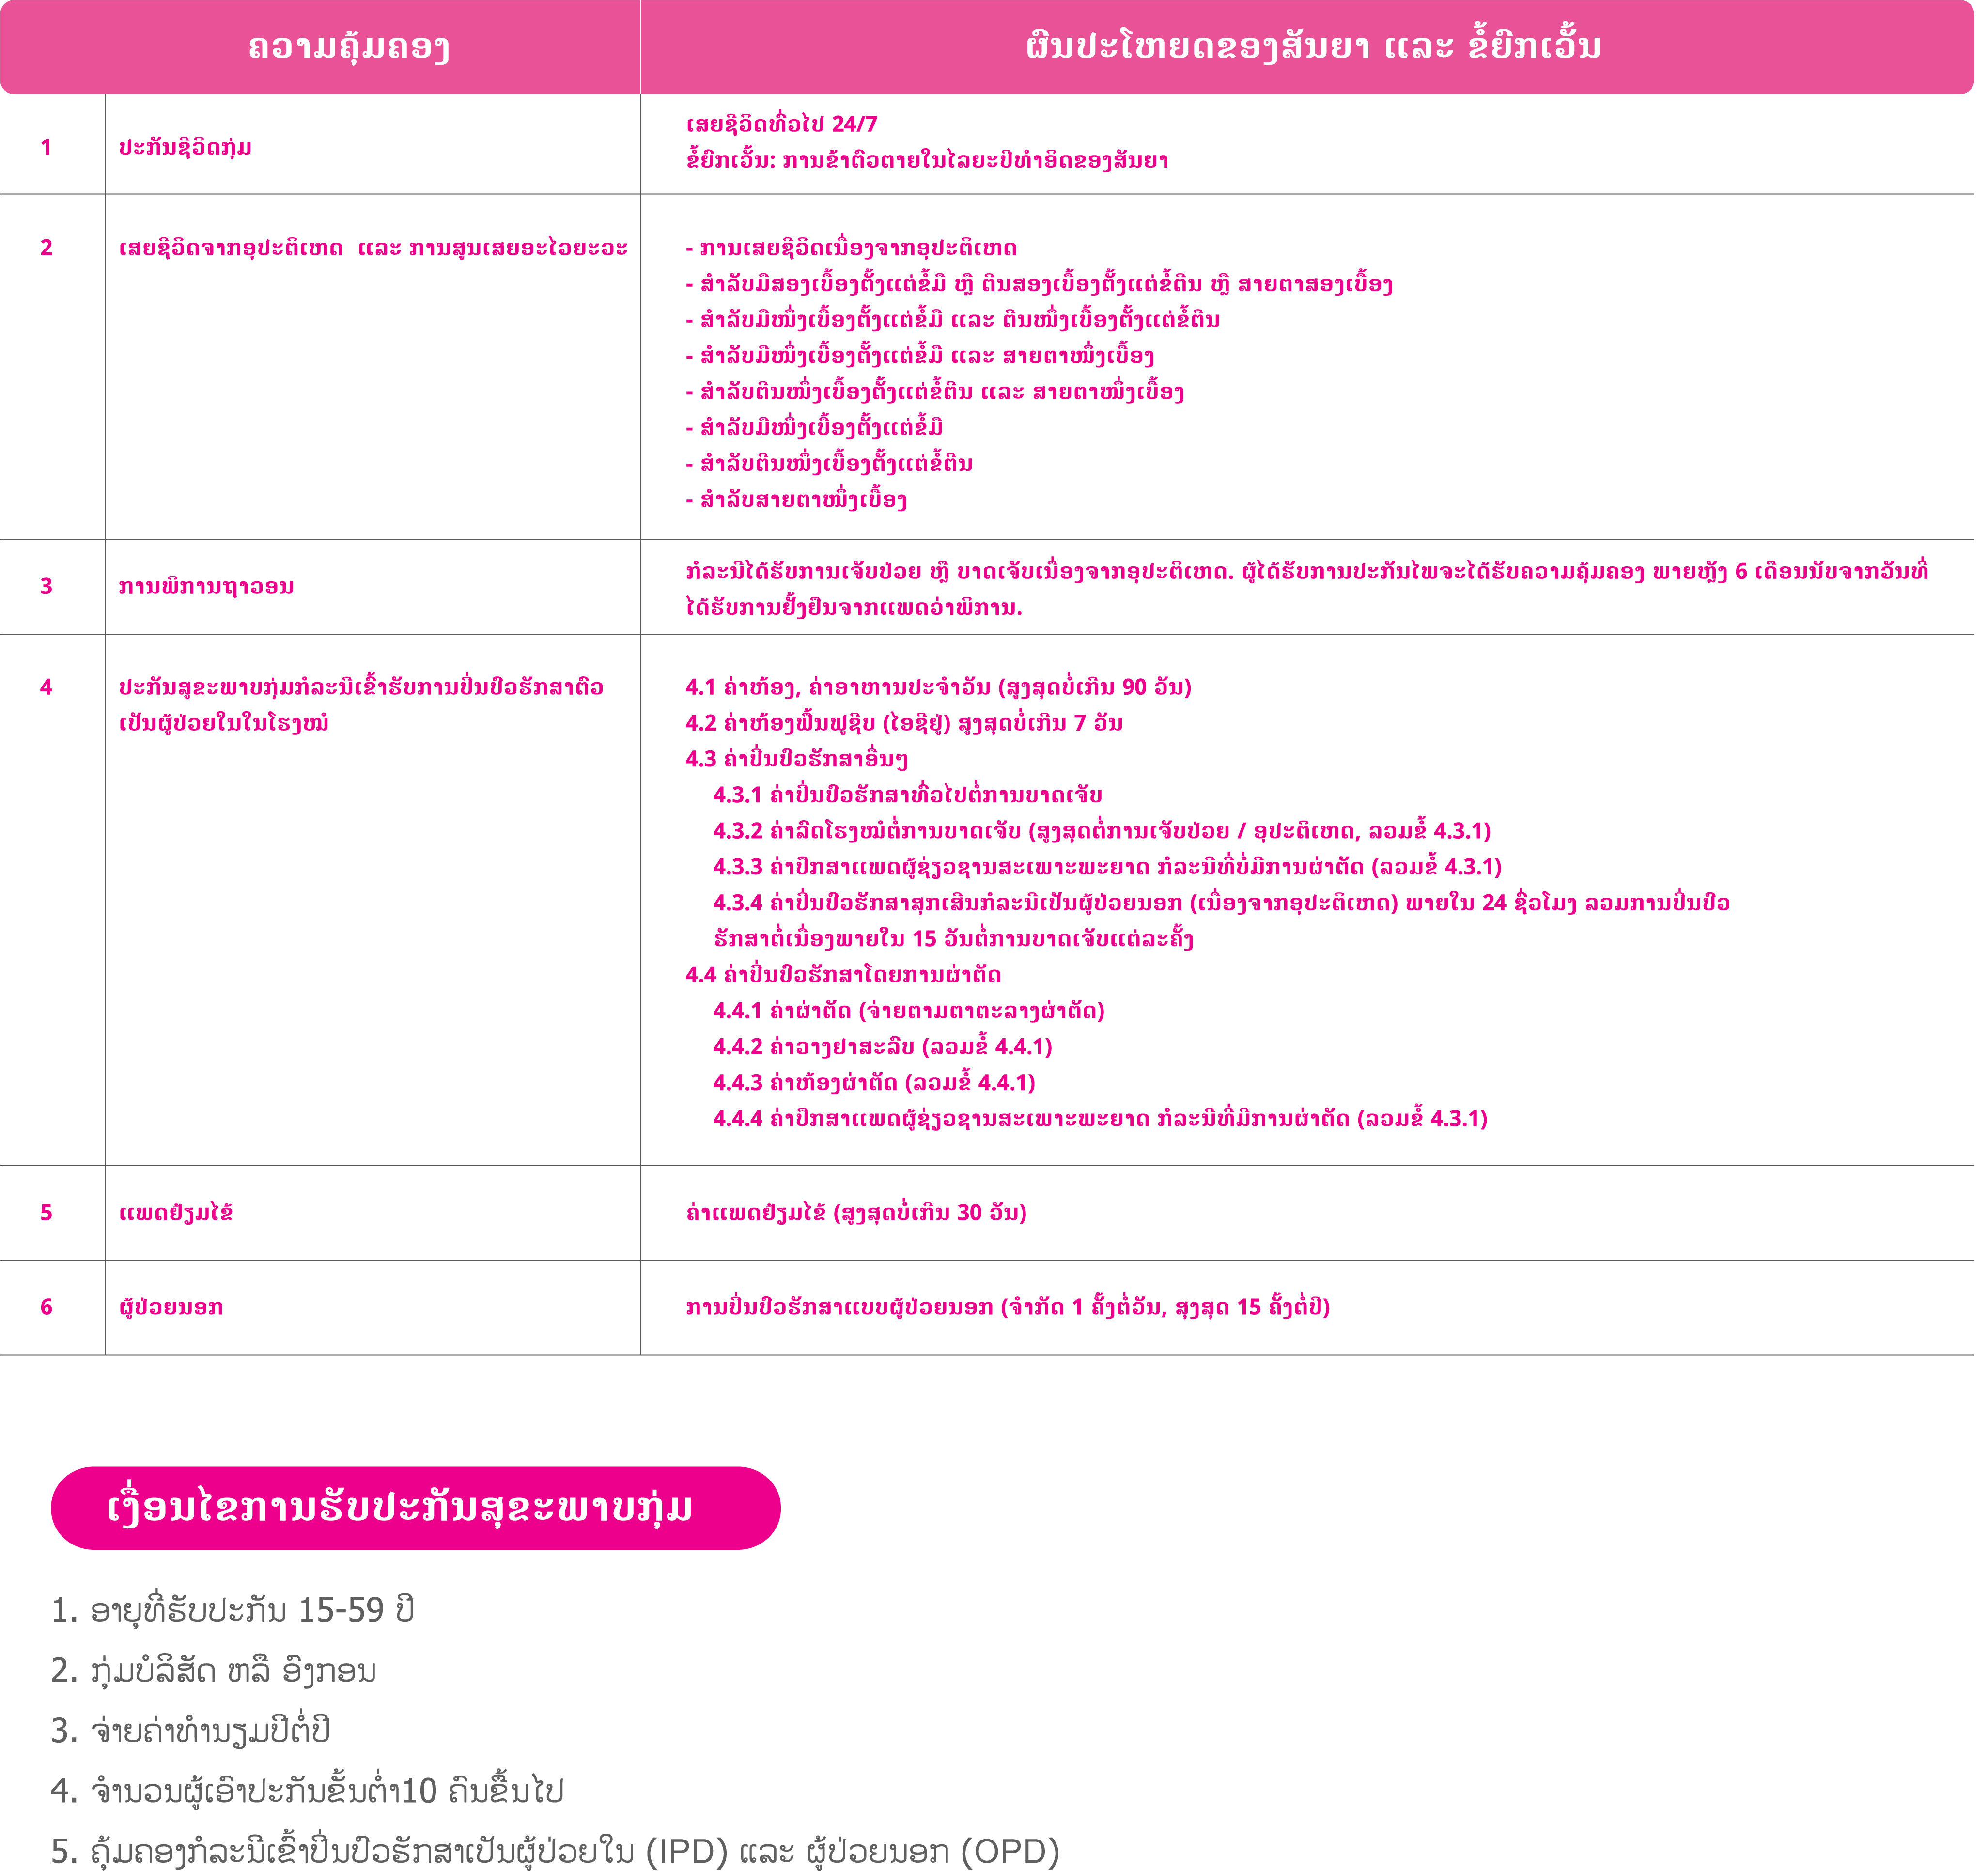 ຄວາມຄຸ້ມຄອງ
ຜົນປະໂຫຍດຂອງສັນຍາ ແລະ ຂໍ້ຍົກເວັ້ນ
1
ປະກັນຊີວິດກຸ່ມ
ເສຍຊີວິດທົ່ວໄປ 24/7
ຂໍ້ຍົກເວັ້ນ: ການຂ້າຕົວຕາຍໃນໄລຍະປີທຳອິດຂອງສັນຍາ
2
ເສຍຊີວິດຈາກອຸປະຕິເຫດ ແລະ ການສູນເສຍອະໄວຍະວະ
- ການເສຍຊີວິດເນື່ອງຈາກອຸປະຕິເຫດ
- ສຳລັບມືສອງເບື້ອງຕັ້ງແຕ່ຂໍ້ມື ຫຼື ຕີນສອງເບື້ອງຕັ້ງແຕ່ຂໍ້ຕີນ ຫຼື ສາຍຕາສອງເບື້ອງ
- ສຳລັບມືໜຶ່ງເບື້ອງຕັ້ງແຕ່ຂໍ້ມື ແລະ ຕີນໜຶ່ງເບື້ອງຕັ້ງແຕ່ຂໍ້ຕີນ
- ສຳລັບມືໜຶ່ງເບື້ອງຕັ້ງແຕ່ຂໍ້ມື ແລະ ສາຍຕາໜຶ່ງເບື້ອງ
- ສຳລັບຕີນໜຶ່ງເບື້ອງຕັ້ງແຕ່ຂໍ້ຕີນ ແລະ ສາຍຕາໜຶ່ງເບື້ອງ
- ສຳລັບມືໜຶ່ງເບື້ອງຕັ້ງແຕ່ຂໍ້ມື
- ສຳລັບຕີນໜຶ່ງເບື້ອງຕັ້ງແຕ່ຂໍ້ຕີນ
- ສຳລັບສາຍຕາໜຶ່ງເບື້ອງ
3
ການພິການຖາວອນ
ກໍລະນີໄດ້ຮັບການເຈັບປ່ວຍ ຫຼື ບາດເຈັບເນື່ອງຈາກອຸປະຕິເຫດ. ຜູ້ໄດ້ຮັບການປະກັນໄພຈະໄດ້ຮັບຄວາມຄຸ້ມຄອງ ພາຍຫຼັງ 6 ເດືອນນັບຈາກວັນທີ່
ໄດ້ຮັບການຢັ້ງຢືນຈາກແພດວ່າພິການ.
4
ປະກັນສູຂະພາບກຸ່ມກໍລະນີເຂົ້າຮັບການປິ່ນປົວຮັກສາຕົວ
ເປັນຜູ້ປ່ວຍໃນໃນໂຮງໝໍ
4.1 ຄ່າຫ້ອງ, ຄ່າອາຫານປະຈຳວັນ (ສູງສຸດບໍ່ເກີນ 90 ວັນ)
4.2 ຄ່າຫ້ອງຟື້ນຟູຊີບ (ໄອຊີຢູ່) ສູງສຸດບໍ່ເກີນ 7 ວັນ
4.3 ຄ່າປິ່ນປົວຮັກສາອື່ນໆ
4.3.1 ຄ່າປິ່ນປົວຮັກສາທົ່ວໄປຕໍ່ການບາດເຈັບ
4.3.2 ຄ່າລົດໂຮງໝໍຕໍ່ການບາດເຈັບ (ສູງສຸດຕໍ່ການເຈັບປ່ວຍ / ອຸປະຕິເຫດ, ລວມຂໍ້ 4.3.1)
4.3.3 ຄ່າປຶກສາແພດຜູ້ຊ່ຽວຊານສະເພາະພະຍາດ ກໍລະນີທີ່ບໍ່ມີການຜ່າຕັດ (ລວມຂໍ້ 4.3.1)
4.3.4 ຄ່າປິ່ນປົວຮັກສາສຸກເສີນກໍລະນີເປັນຜູ້ປ່ວຍນອກ (ເນື່ອງຈາກອຸປະຕິເຫດ) ພາຍໃນ 24 ຊົ່ວໂມງ ລວມການປິ່ນປົວ
ຮັກສາຕໍ່ເນື່ອງພາຍໃນ 15 ວັນຕໍ່ການບາດເຈັບແຕ່ລະຄັ້ງ
4.4 ຄ່າປິ່ນປົວຮັກສາໂດຍການຜ່າຕັດ
4.4.1 ຄ່າຜ່າຕັດ (ຈ່າຍຕາມຕາຕະລາງຜ່າຕັດ)
4.4.2 ຄ່າວາງຢາສະລົບ (ລວມຂໍ້ 4.4.1)
4.4.3 ຄ່າຫ້ອງຜ່າຕັດ (ລວມຂໍ້ 4.4.1)
4.4.4 ຄ່າປຶກສາແພດຜູ້ຊ່ຽວຊານສະເພາະພະຍາດ ກໍລະນີທີ່ມີການຜ່າຕັດ (ລວມຂໍ້ 4.3.1)
5
ແພດຢ້ຽມໄຂ້
ຄ່າແພດຢ້ຽມໄຂ້ (ສູງສຸດບໍ່ເກີນ 30 ວັນ)
6
ຜູ້ປ່ວຍນອກ
ການປິ່ນປົວຮັກສາແບບຜູ້ປ່ວຍນອກ (ຈຳກັດ 1 ຄັ້ງຕໍ່ວັນ, ສຸງສຸດ 15 ຄັ້ງຕໍ່ປີ)
ເງື່ອນໄຂການຮັບປະກັນສຸຂະພາບກຸ່ມ
1. ອາຍຸທີ່ຮັບປະກັນ 15-59 ປີ
2. ກຸ່ມບໍລິສັດ ຫລື ອົງກອນ
3. ຈ່າຍຄ່າທຳນຽມປີຕໍ່ປີ
4. ຈຳນວນຜູ້ເອົາປະກັນຂັ້ນຕ່ຳ10 ຄົນຂື້ນໄປ
5. ຄຸ້ມຄອງກໍລະນີເຂົ້າປິ່ນປົວຮັກສາເປັນຜູ້ປ່ວຍໃນ (IPD) ແລະ ຜູ້ປ່ວຍນອກ (OPD)